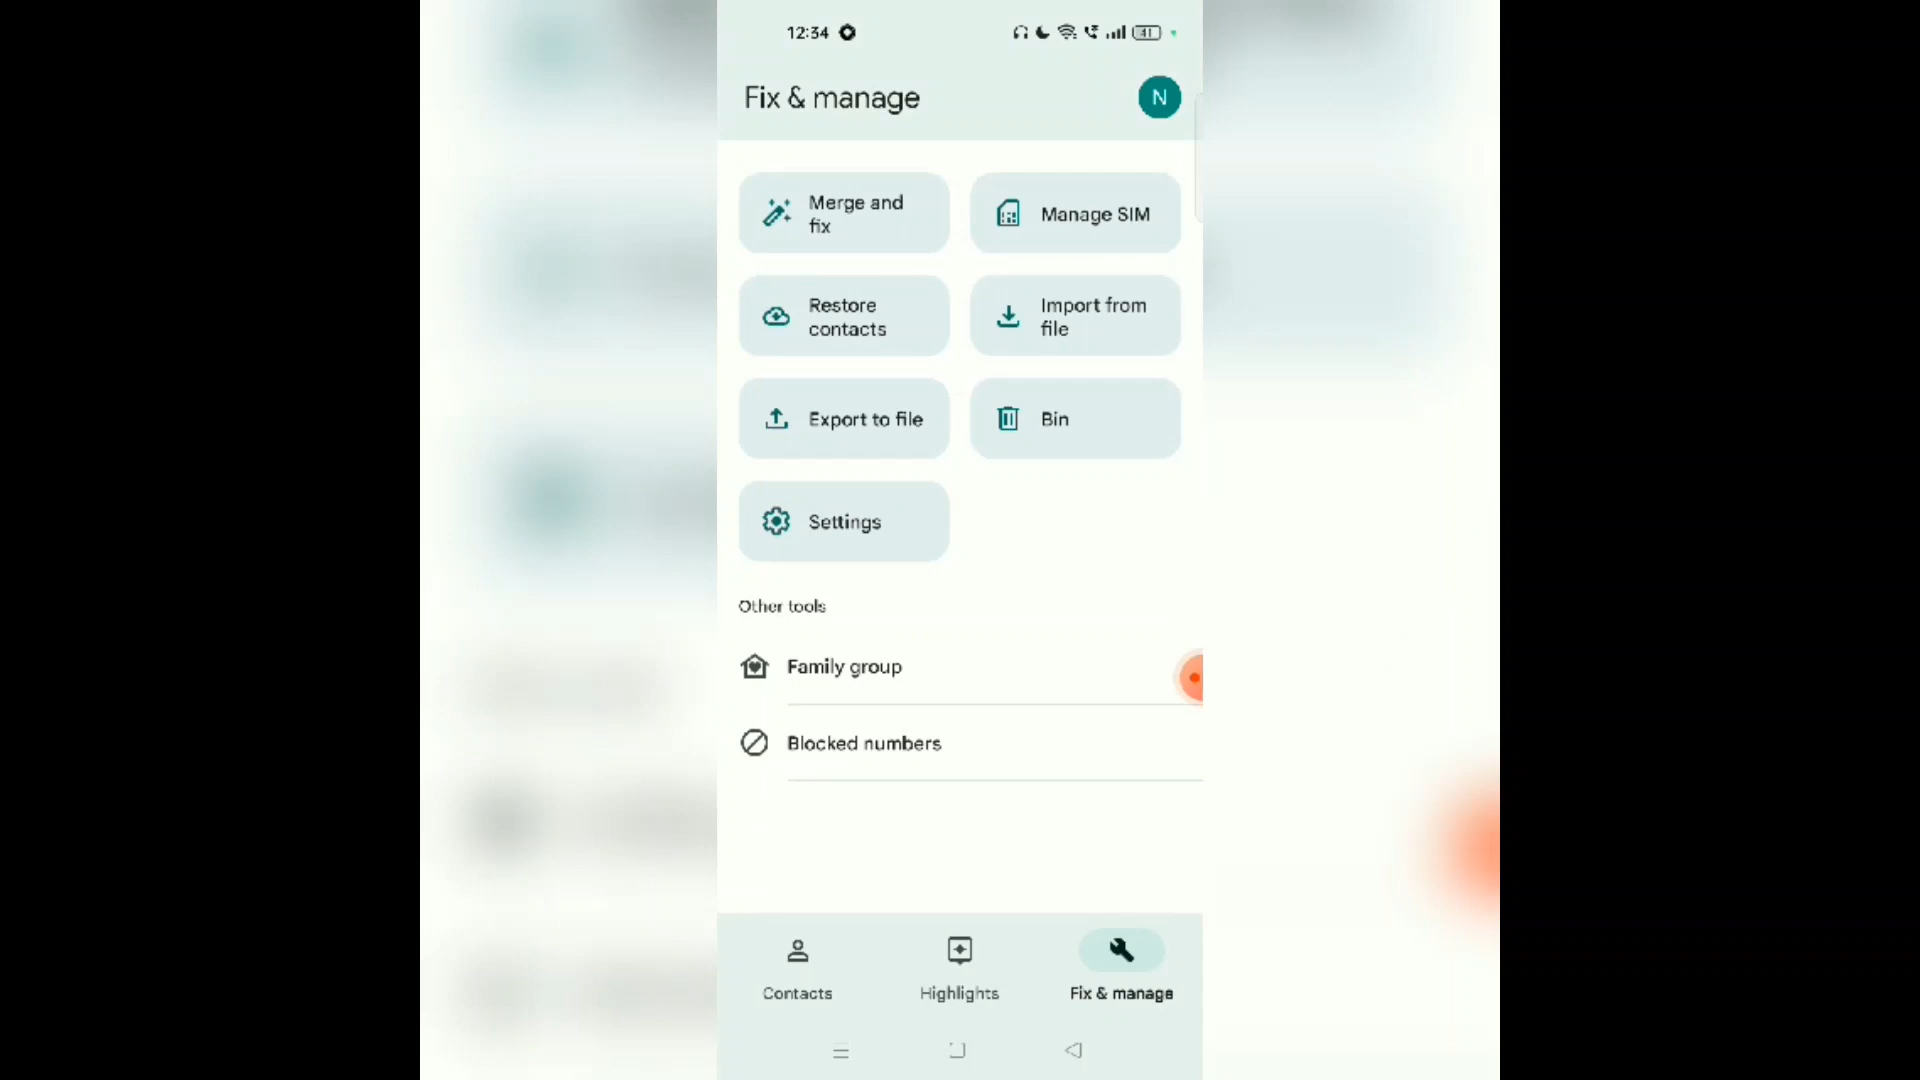 12:34
41
Fix & manage
N
Merge and
fix
Manage SIM
Restore
contacts
Import from
file
Export to file
Bin
Settings
Other tools
Family group
Blocked numbers
Contacts
Highlights
Fix & manage